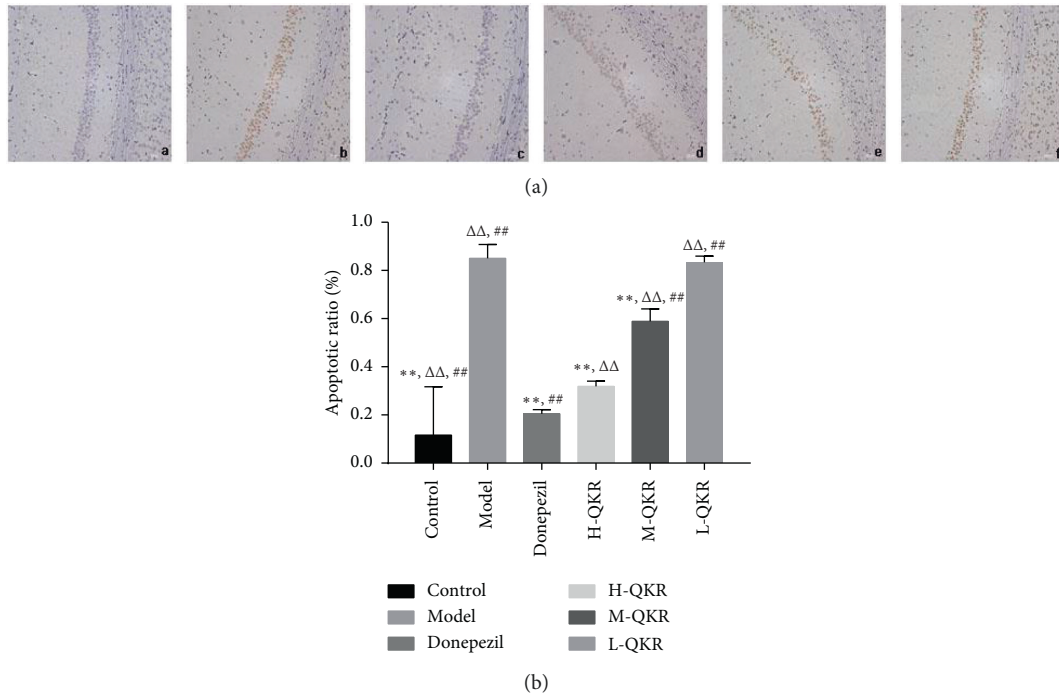 a b c d e f
(a)
1.0
0.8
0.6
0.4
0.2
0.0
Apoptotic ratio (%)
**, ΔΔ, ##
ΔΔ, ##
**, ##
**, ΔΔ
**, ΔΔ, ##
ΔΔ, ##
Control
Model
Donepezil
H-QKR
M-QKR
L-QKR
Control
Model
Donepezil
H-QKR
M-QKR
L-QKR
(b)